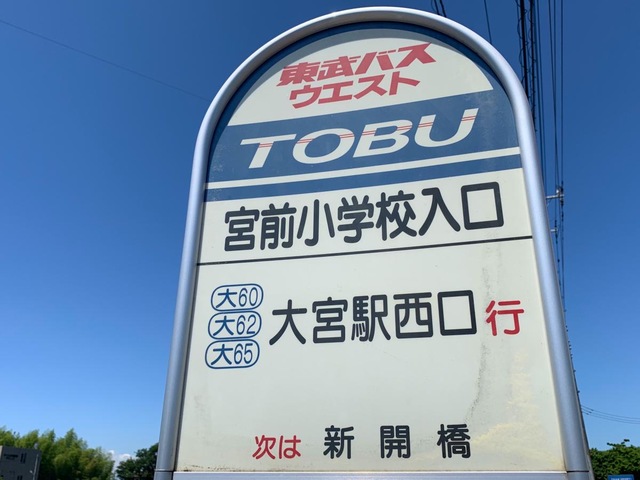 東武バス
ウエスト
TOBU
宮前小学校入口
大60
大62
大65
大宮駅西口行
次は 新開橋